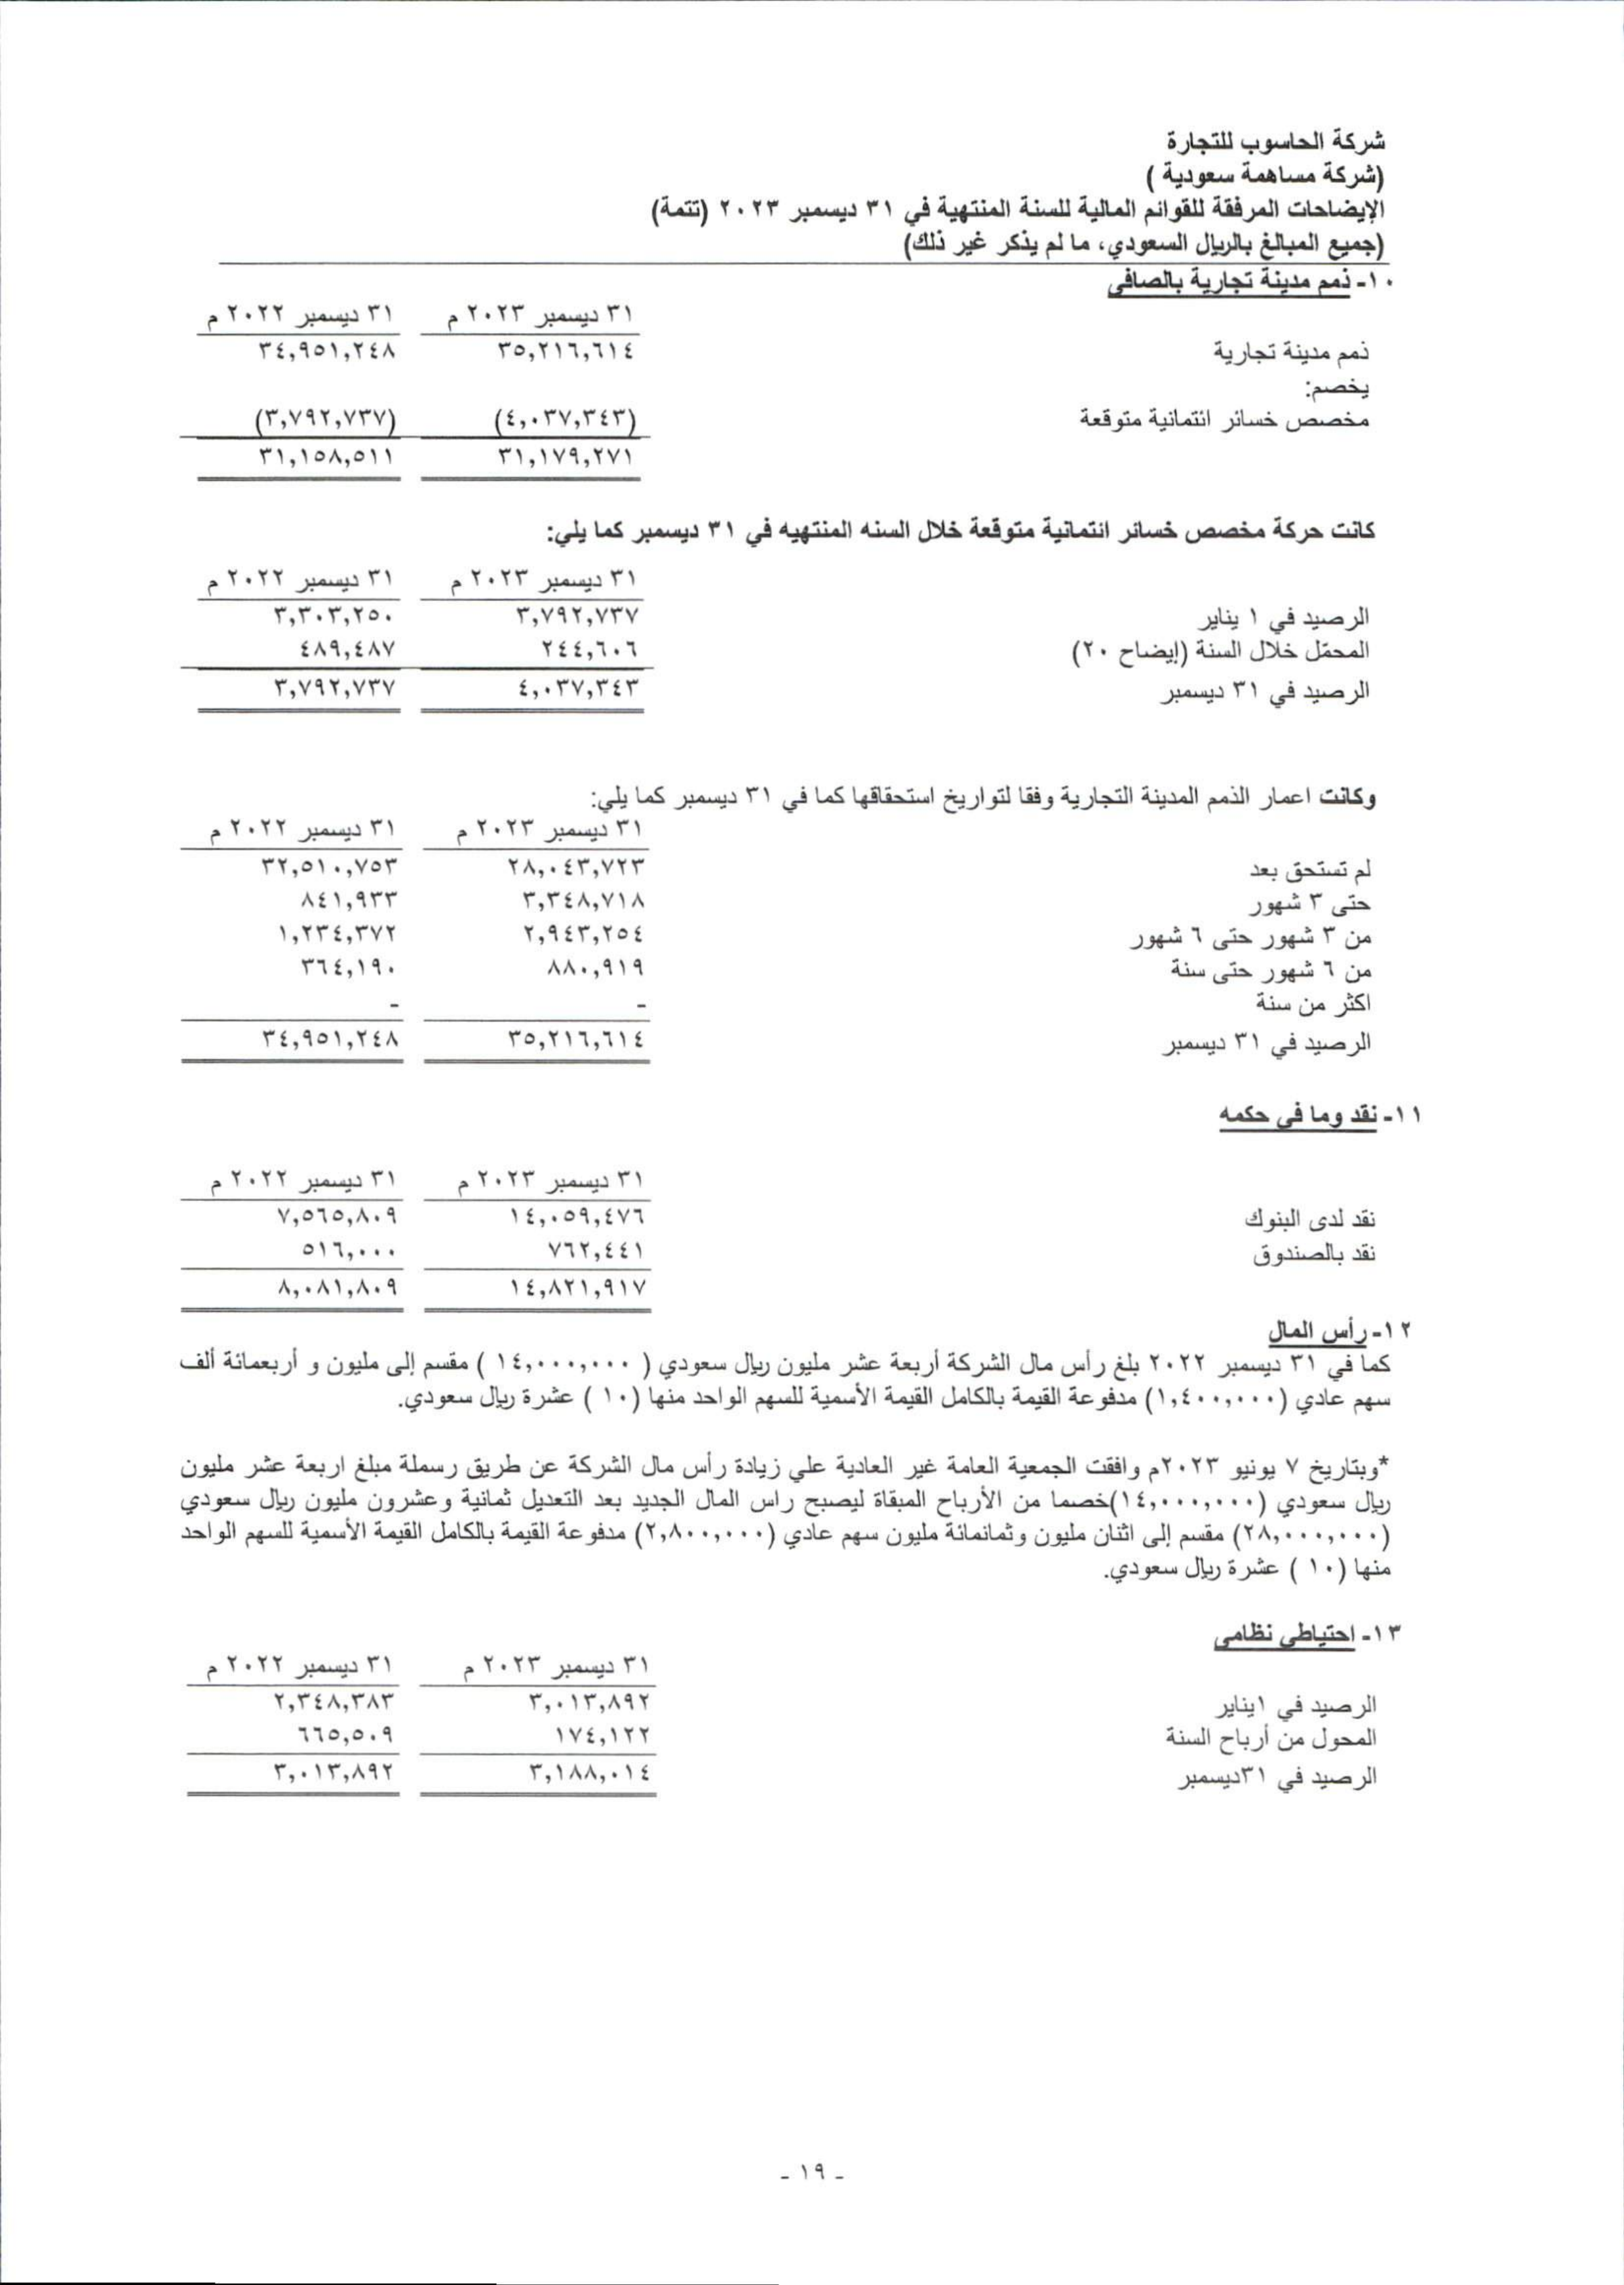 شركة الحاسوب للتجارة
(شركة مساهمة سعودية )
الإيضاحات المرفقة للقوائم المالية للسنة المنتهية في ٣١ ديسمبر ٢٠٢٣ (تتمة)
(جميع المبالغ بالريال السعودي، ما لم يذكر غير ذلك)
١٠- ذمم مدينة تجارية بالصافي
٣١ ديسمبر ٢٠٢٣ م ٣١ ديسمبر ٢٠٢٢ م
ذمم مدينة تجارية ٣٥,٢١٦,٦١٤ ٣٤,٩٥١,٢٤٨
يخصم:
مخصص خسائر ائتمانية متوقعة (٤,٠٣٧,٣٤٣) (٣,٧٩٢,٧٣٧)
٣١,١٧٩,٢٧١ ٣١,١٥٨,٥١١
كانت حركة مخصص خسائر ائتمانية متوقعة خلال السنه المنتهيه في ٣١ ديسمبر كما يلي:
٣١ ديسمبر ٢٠٢٣ م ٣١ ديسمبر ٢٠٢٢ م
الرصيد في ١ يناير ٣,٧٩٢,٧٣٧ ٣,٣٠٣,٢٥٠
المحمّل خلال السنة (إيضاح ٢٠) ٢٤٤,٦٠٦ ٤٨٩,٤٨٧
الرصيد في ٣١ ديسمبر ٤,٠٣٧,٣٤٣ ٣,٧٩٢,٧٣٧
وكانت اعمار الذمم المدينة التجارية وفقا لتواريخ استحقاقها كما في ٣١ ديسمبر كما يلي:
٣١ ديسمبر ٢٠٢٣ م ٣١ ديسمبر ٢٠٢٢ م
لم تستحق بعد ٢٨,٠٤٣,٧٢٣ ٣٢,٥١٠,٧٥٣
حتى ٣ شهور ٣,٣٤٨,٧١٨ ٨٤١,٩٣٣
من ٣ شهور حتى ٦ شهور ٢,٩٤٣,٢٥٤ ١,٢٣٤,٣٧٢
من ٦ شهور حتى سنة ٨٨٠,٩١٩ ٣٦٤,١٩٠
اكثر من سنة - -
الرصيد في ٣١ ديسمبر ٣٥,٢١٦,٦١٤ ٣٤,٩٥١,٢٤٨
١١- نقد وما في حكمه
٣١ ديسمبر ٢٠٢٣ م ٣١ ديسمبر ٢٠٢٢ م
نقد لدى البنوك ١٤,٠٥٩,٤٧٦ ٧,٥٦٥,٨٠٩
نقد بالصندوق ٧٦٢,٤٤١ ٥١٦,٠٠٠
١٤,٨٢١,٩١٧ ٨,٠٨١,٨٠٩
١٢- رأس المال
كما في ٣١ ديسمبر ٢٠٢٢ بلغ رأس مال الشركة أربعة عشر مليون ريال سعودي ( ١٤,٠٠٠,٠٠٠ ) مقسم إلى مليون و أربعمائة ألف
سهم عادي (١,٤٠٠,٠٠٠) مدفوعة القيمة بالكامل القيمة الأسمية للسهم الواحد منها (١٠ ) عشرة ريال سعودي.
*وبتاريخ ٧ يونيو ٢٠٢٣م وافقت الجمعية العامة غير العادية علي زيادة رأس مال الشركة عن طريق رسملة مبلغ اربعة عشر مليون
ريال سعودي (١٤,٠٠٠,٠٠٠)خصما من الأرباح المبقاة ليصبح راس المال الجديد بعد التعديل ثمانية وعشرون مليون ريال سعودي
(٢٨,٠٠٠,٠٠٠) مقسم إلى اثنان مليون وثمانمائة مليون سهم عادي (٢,٨٠٠,٠٠٠) مدفوعة القيمة بالكامل القيمة الأسمية للسهم الواحد
منها (١٠ ) عشرة ريال سعودي.
١٣- احتياطي نظامي
٣١ ديسمبر ٢٠٢٣ م ٣١ ديسمبر ٢٠٢٢ م
الرصيد في ١يناير ٣,٠١٣,٨٩٢ ٢,٣٤٨,٣٨٣
المحول من أرباح السنة ١٧٤,١٢٢ ٦٦٥,٥٠٩
الرصيد في ٣١ديسمبر ٣,١٨٨,٠١٤ ٣,٠١٣,٨٩٢
- ١٩ -